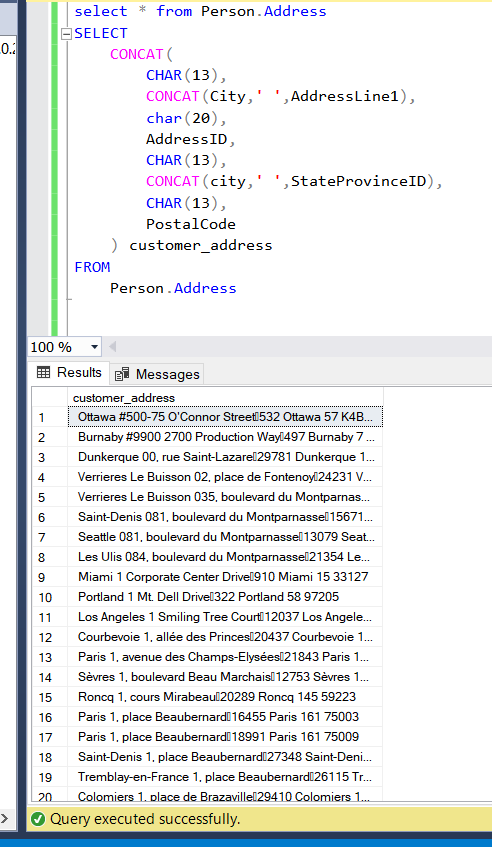 select * from Person.Address
.0.2
SELECT
CONCAT(
CHAR(13),
CONCAT(City,' ',AddressLine1),
char(20),
AddressID,
CHAR(13),
CONCAT(city,' ',StateProvinceID),
CHAR(13),
PostalCode
) customer_address
FROM
Person.Address
100 %
Results Messages
customer_address
1 Ottawa #500-75 O'Connor Street▯532 Ottawa 57 K4B...
2 Burnaby #9900 2700 Production Way▯497 Burnaby 7 ...
3 Dunkerque 00, rue Saint-Lazare▯29781 Dunkerque 1...
4 Verrieres Le Buisson 02, place de Fontenoy▯24231 V...
5 Verrieres Le Buisson 035, boulevard du Montparnas...
6 Saint-Denis 081, boulevard du Montparnasse▯15671...
7 Seattle 081, boulevard du Montparnasse▯13079 Seat...
8 Les Ulis 084, boulevard du Montparnasse▯21354 Le...
9 Miami 1 Corporate Center Drive▯910 Miami 15 33127
10 Portland 1 Mt. Dell Drive▯322 Portland 58 97205
11 Los Angeles 1 Smiling Tree Court▯12037 Los Angele...
12 Courbevoie 1, allée des Princes▯20437 Courbevoie 1...
13 Paris 1, avenue des Champs-Elysées▯21843 Paris 1...
14 Sèvres 1, boulevard Beau Marchais▯12753 Sèvres 1...
15 Roncq 1, cours Mirabeau▯20289 Roncq 145 59223
16 Paris 1, place Beaubernard▯16455 Paris 161 75003
17 Paris 1, place Beaubernard▯18991 Paris 161 75009
18 Saint-Denis 1, place Beaubernard▯27348 Saint-Deni...
19 Tremblay-en-France 1, place Beaubernard▯26115 Tr...
20 Colomiers 1, place de Brazaville▯29410 Colomiers 1...
Query executed successfully.